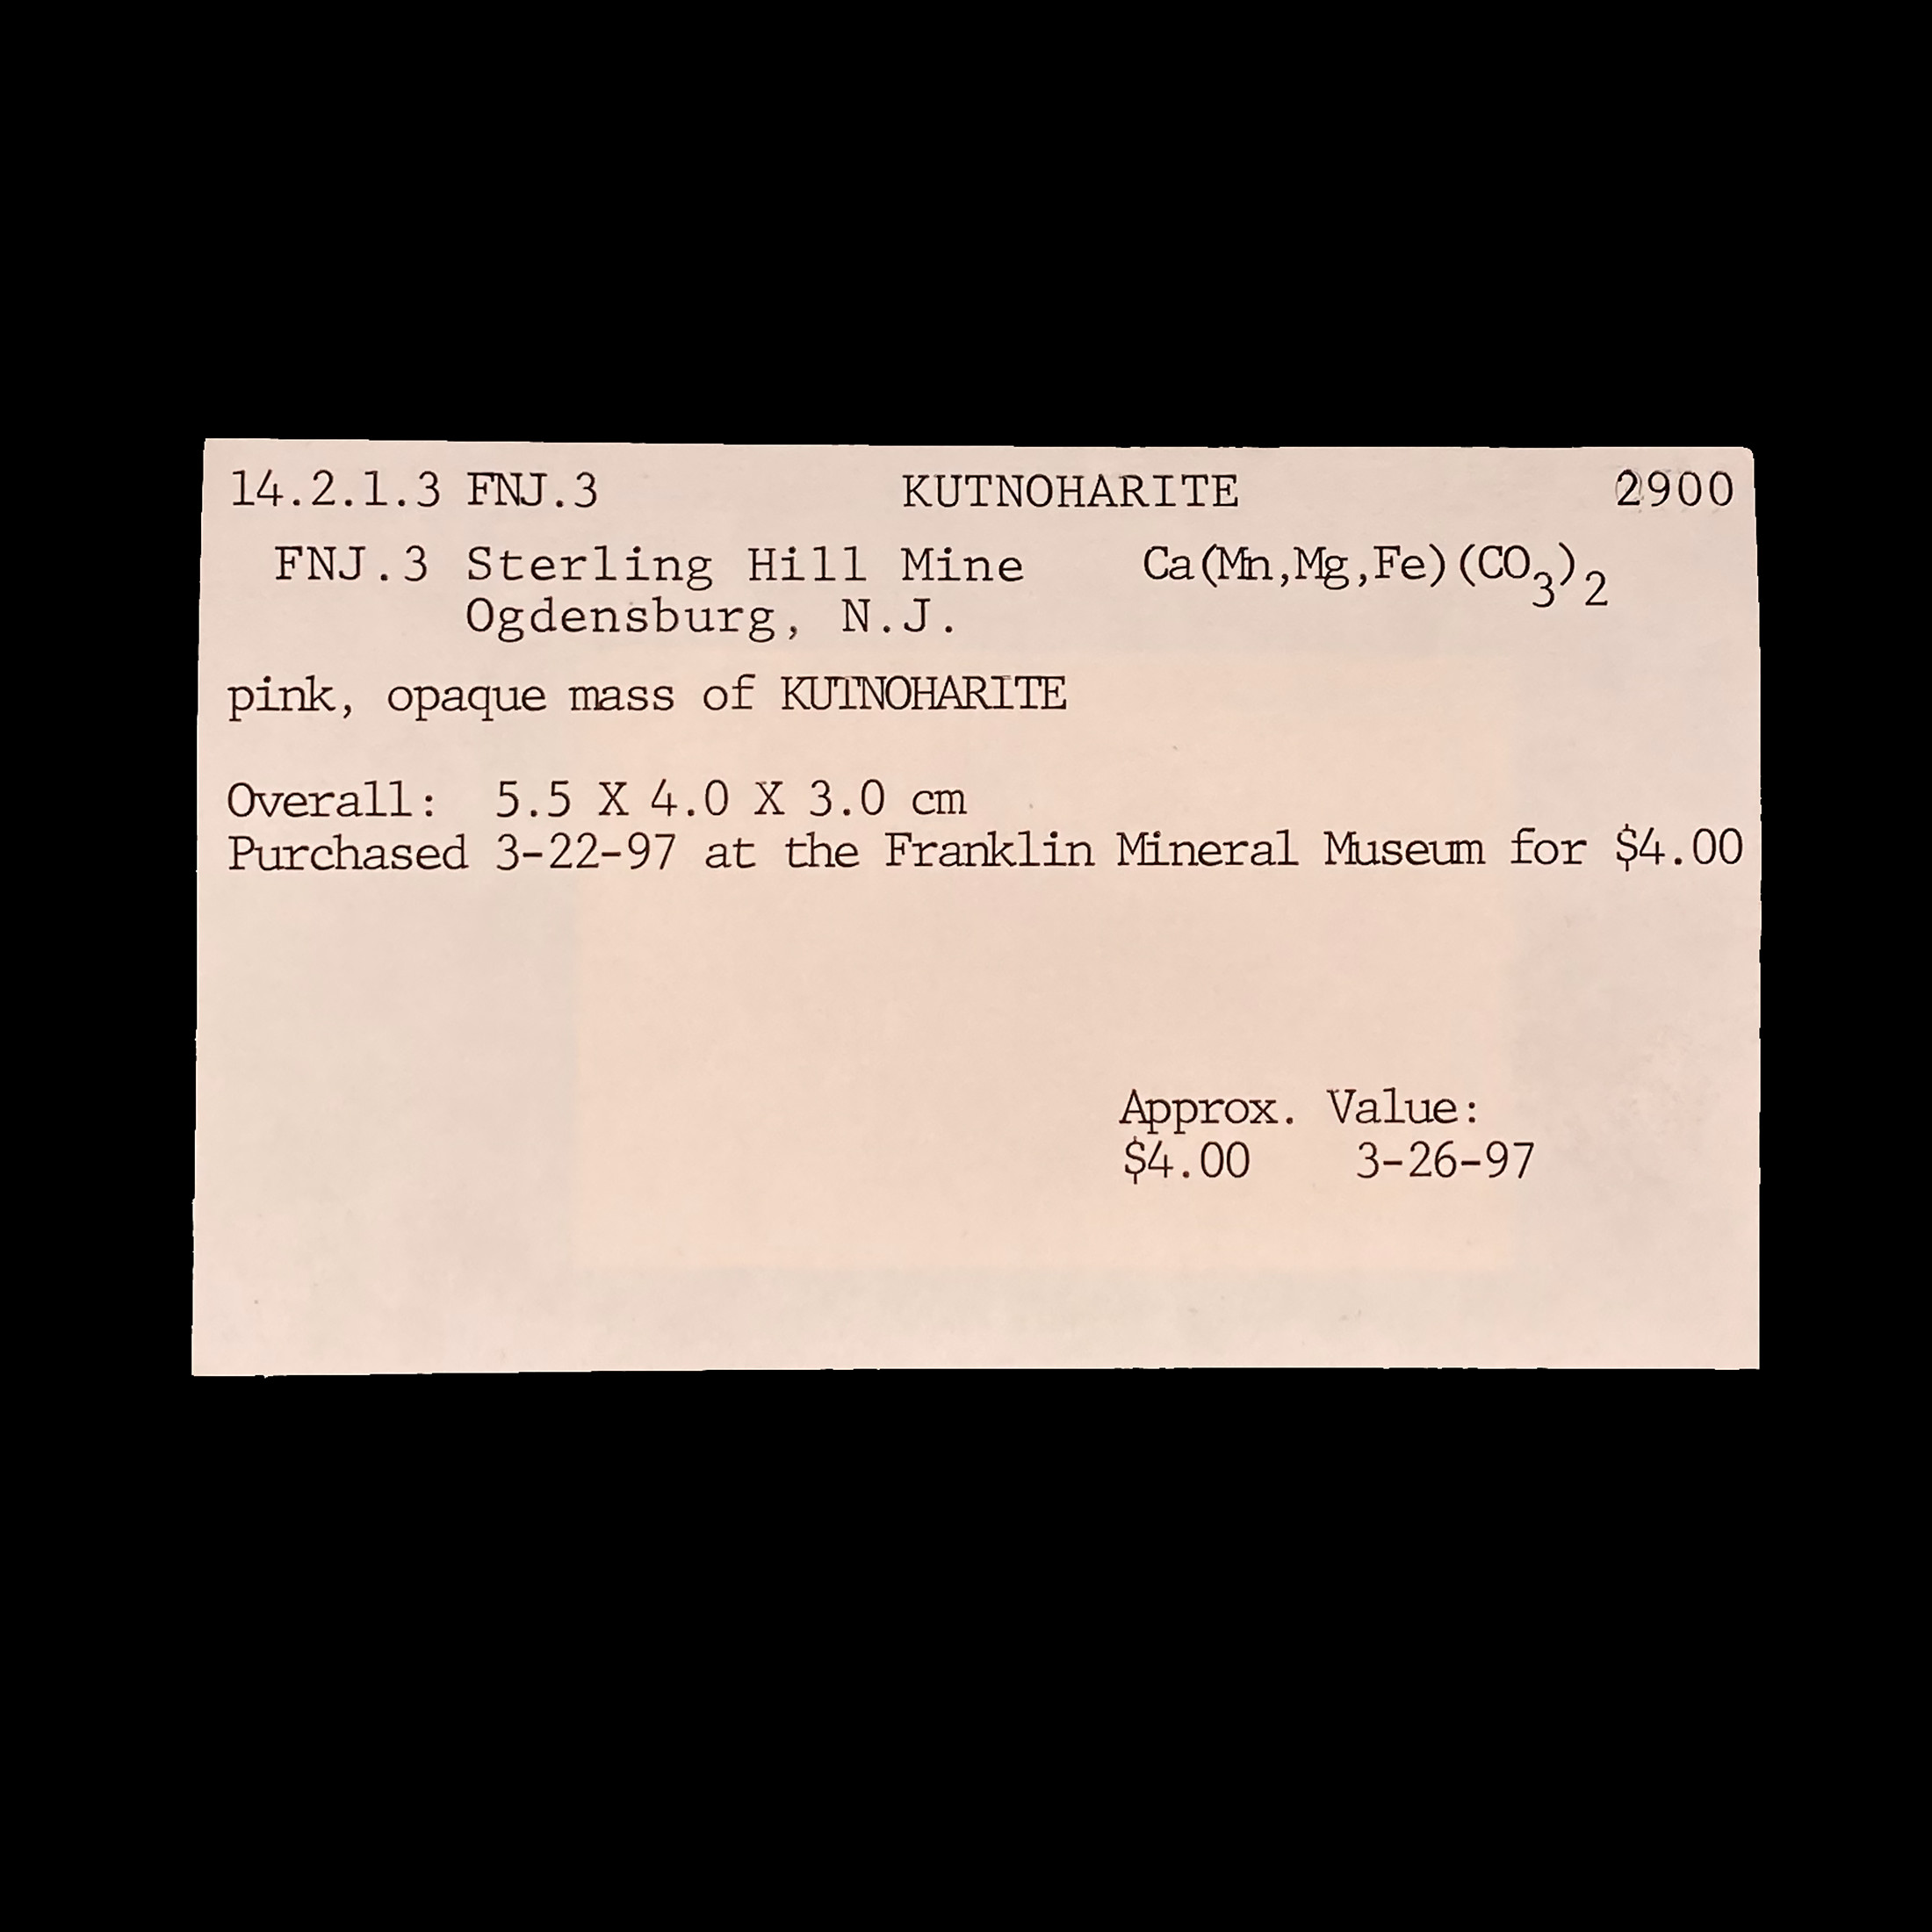 14.2.1.3 FNJ.3 KUTNOHARITE 2900
FNJ.3 Sterling Hill Mine Ca(Mn,Mg,Fe)(CO₃)₂
Ogdensburg, N.J.
pink, opaque mass of KUTNOHARITE
Overall: 5.5 X 4.0 X 3.0 cm
Purchased 3-22-97 at the Franklin Mineral Museum for $4.00
Approx. Value:
$4.00 3-26-97